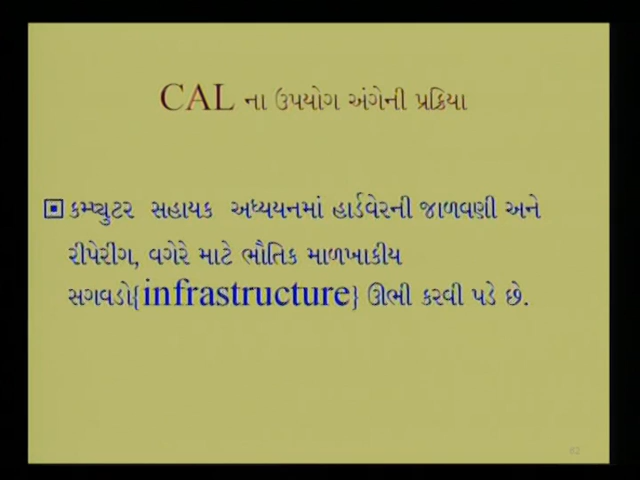 CAL ના ઉપયોગ અંગેની પ્રક્રિયા
કમ્પ્યુટર સહાયક અધ્યયનમાં હાર્ડવેરની જાળવણી અને
રીપેરીગ, વગેરે માટે ભૌતિક માળખાકીય
સગવડો{infrastructure} ઊભી કરવી પડે છે.